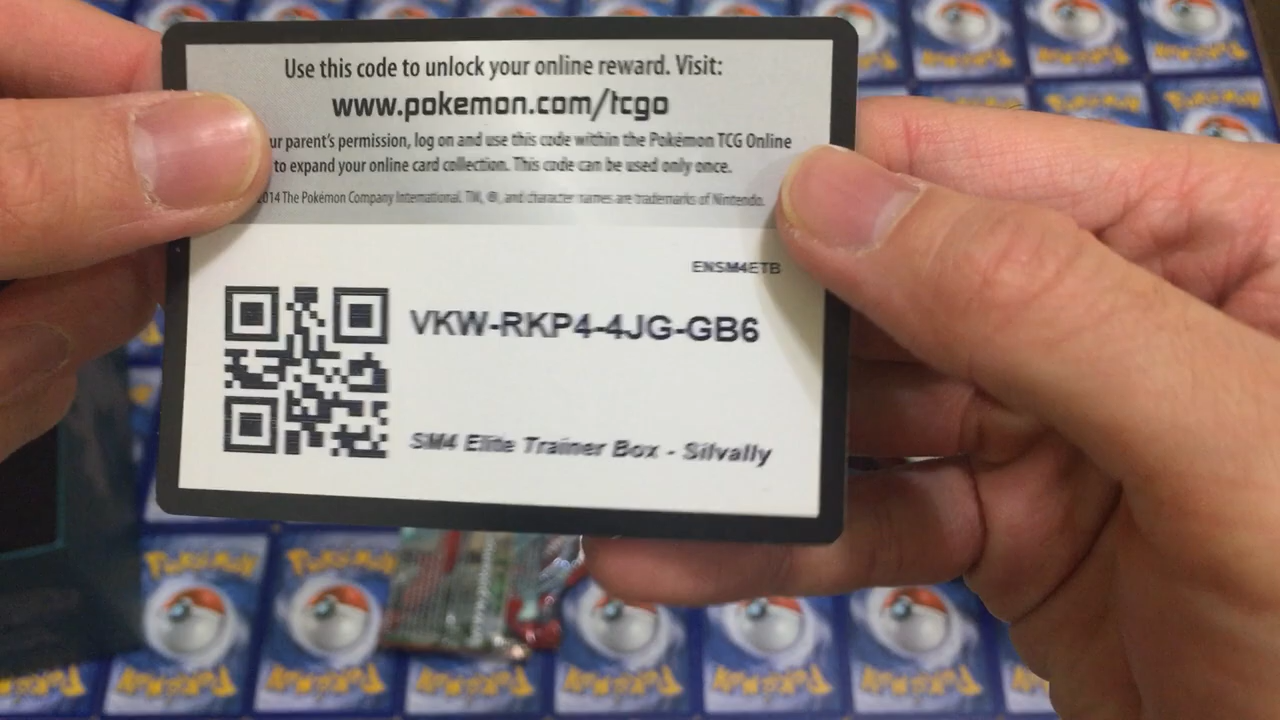 Use this code to unlock your online reward. Visit:
www.pokemon.com/tcgo
parent's permission, log on and use this code within the Pokémon TCG Online
to expand your online card collection. This code can be used only once.
The Pokémon Company International. TM, ®, and character names are trademarks of Nintendo.
ENSM4ETB
VKW-RKP4-4JG-GB6
SM4 Elite Trainer Box - Silvally
Pokémon
Pokémon